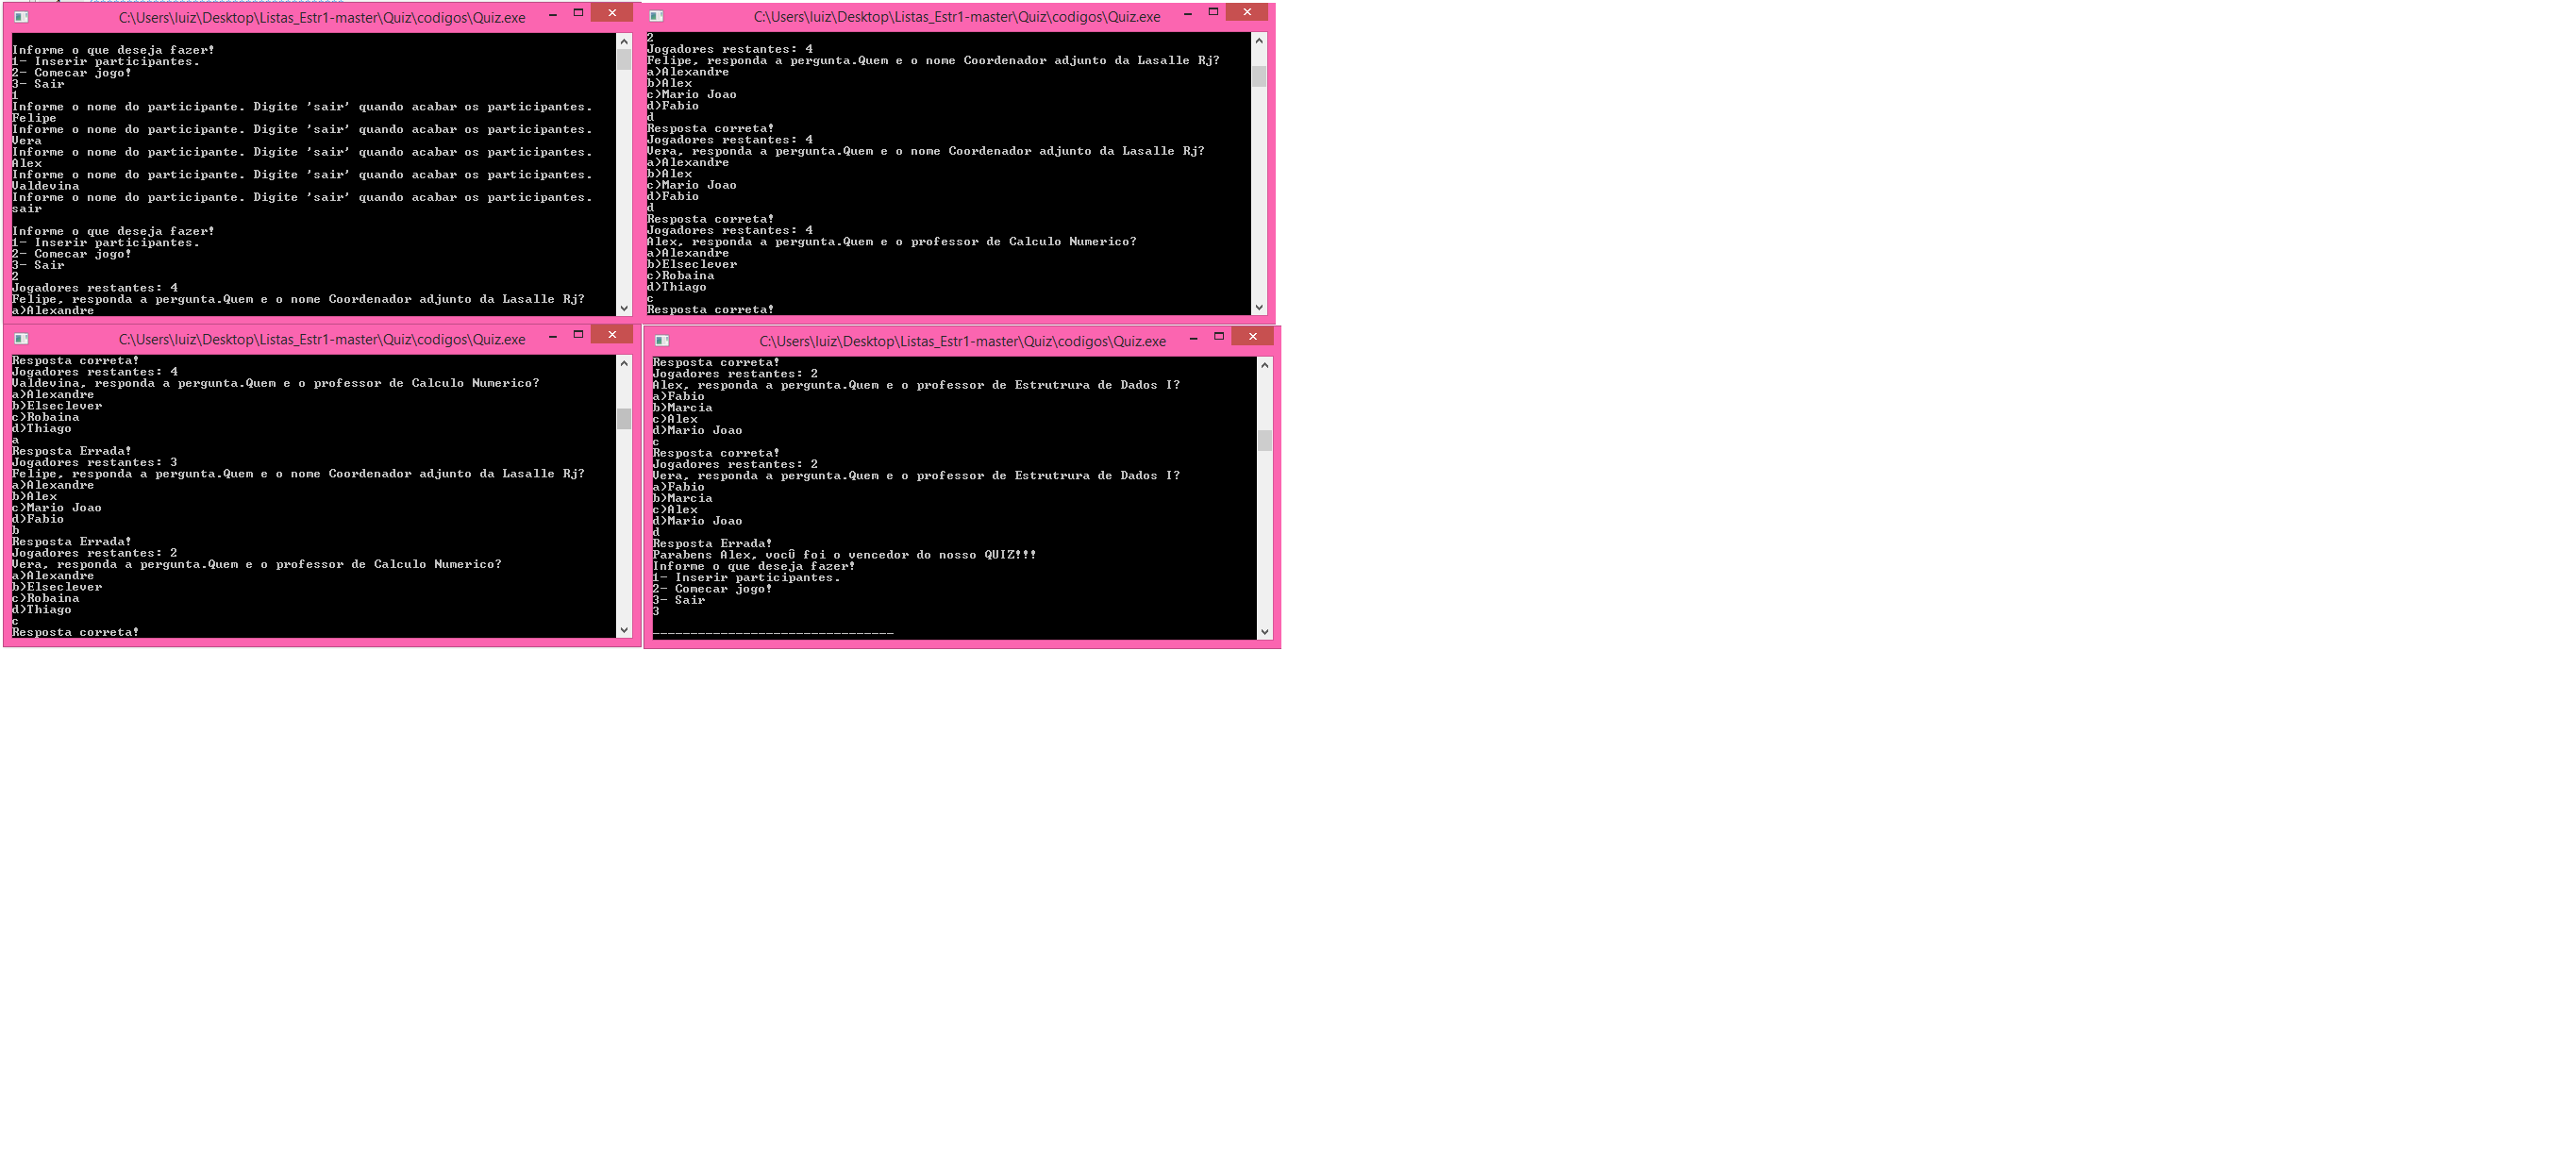 C:\Users\luiz\Desktop\Listas_Estr1-master\Quiz\codigos\Quiz.exe
Informe o que deseja fazer!
1- Inserir participantes.
2- Comecar jogo!
3- Sair
1
Informe o nome do participante. Digite 'sair' quando acabar os participantes.
Felipe
Informe o nome do participante. Digite 'sair' quando acabar os participantes.
Vera
Informe o nome do participante. Digite 'sair' quando acabar os participantes.
Alex
Informe o nome do participante. Digite 'sair' quando acabar os participantes.
Valdevina
Informe o nome do participante. Digite 'sair' quando acabar os participantes.
sair
Informe o que deseja fazer!
1- Inserir participantes.
2- Comecar jogo!
3- Sair
2
Jogadores restantes: 4
Felipe, responda a pergunta.Quem e o nome Coordenador adjunto da Lasalle Rj?
a)Alexandre
C:\Users\luiz\Desktop\Listas_Estr1-master\Quiz\codigos\Quiz.exe
2
Jogadores restantes: 4
Felipe, responda a pergunta.Quem e o nome Coordenador adjunto da Lasalle Rj?
a)Alexandre
b)Alex
c)Mario Joao
d)Fabio
d
Resposta correta!
Jogadores restantes: 4
Vera, responda a pergunta.Quem e o nome Coordenador adjunto da Lasalle Rj?
a)Alexandre
b)Alex
c)Mario Joao
d)Fabio
d
Resposta correta!
Jogadores restantes: 4
Alex, responda a pergunta.Quem e o professor de Calculo Numerico?
a)Alexandre
b)Elseclever
c)Robaina
d)Thiago
c
Resposta correta!
C:\Users\luiz\Desktop\Listas_Estr1-master\Quiz\codigos\Quiz.exe
Resposta correta!
Jogadores restantes: 4
Valdevina, responda a pergunta.Quem e o professor de Calculo Numerico?
a)Alexandre
b)Elseclever
c)Robaina
d)Thiago
a
Resposta Errada!
Jogadores restantes: 3
Felipe, responda a pergunta.Quem e o nome Coordenador adjunto da Lasalle Rj?
a)Alexandre
b)Alex
c)Mario Joao
d)Fabio
b
Resposta Errada!
Jogadores restantes: 2
Vera, responda a pergunta.Quem e o professor de Calculo Numerico?
a)Alexandre
b)Elseclever
c)Robaina
d)Thiago
c
Resposta correta!
C:\Users\luiz\Desktop\Listas_Estr1-master\Quiz\codigos\Quiz.exe
Resposta correta!
Jogadores restantes: 2
Alex, responda a pergunta.Quem e o professor de Estrutrura de Dados I?
a)Fabio
b)Marcia
c)Alex
d)Mario Joao
c
Resposta correta!
Jogadores restantes: 2
Vera, responda a pergunta.Quem e o professor de Estrutrura de Dados I?
a)Fabio
b)Marcia
c)Alex
d)Mario Joao
d
Resposta Errada!
Parabens Alex, vocÛ foi o vencedor do nosso QUIZ!!!
Informe o que deseja fazer!
1- Inserir participantes.
2- Comecar jogo!
3- Sair
3
--------------------------------